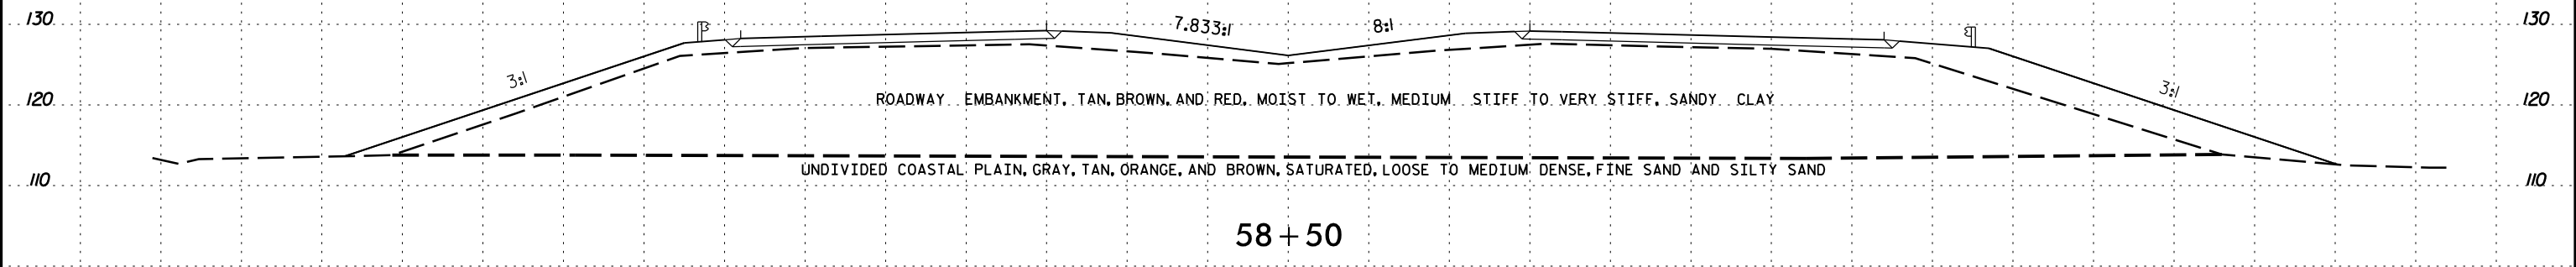 130 7.833:1 8:1 130
3:1 3:1
120 ROADWAY EMBANKMENT, TAN, BROWN, AND RED, MOIST TO WET, MEDIUM STIFF TO VERY STIFF, SANDY CLAY 120
UNDIVIDED COASTAL PLAIN, GRAY, TAN, ORANGE, AND BROWN, SATURATED, LOOSE TO MEDIUM DENSE, FINE SAND AND SILTY SAND
110 110
58+50